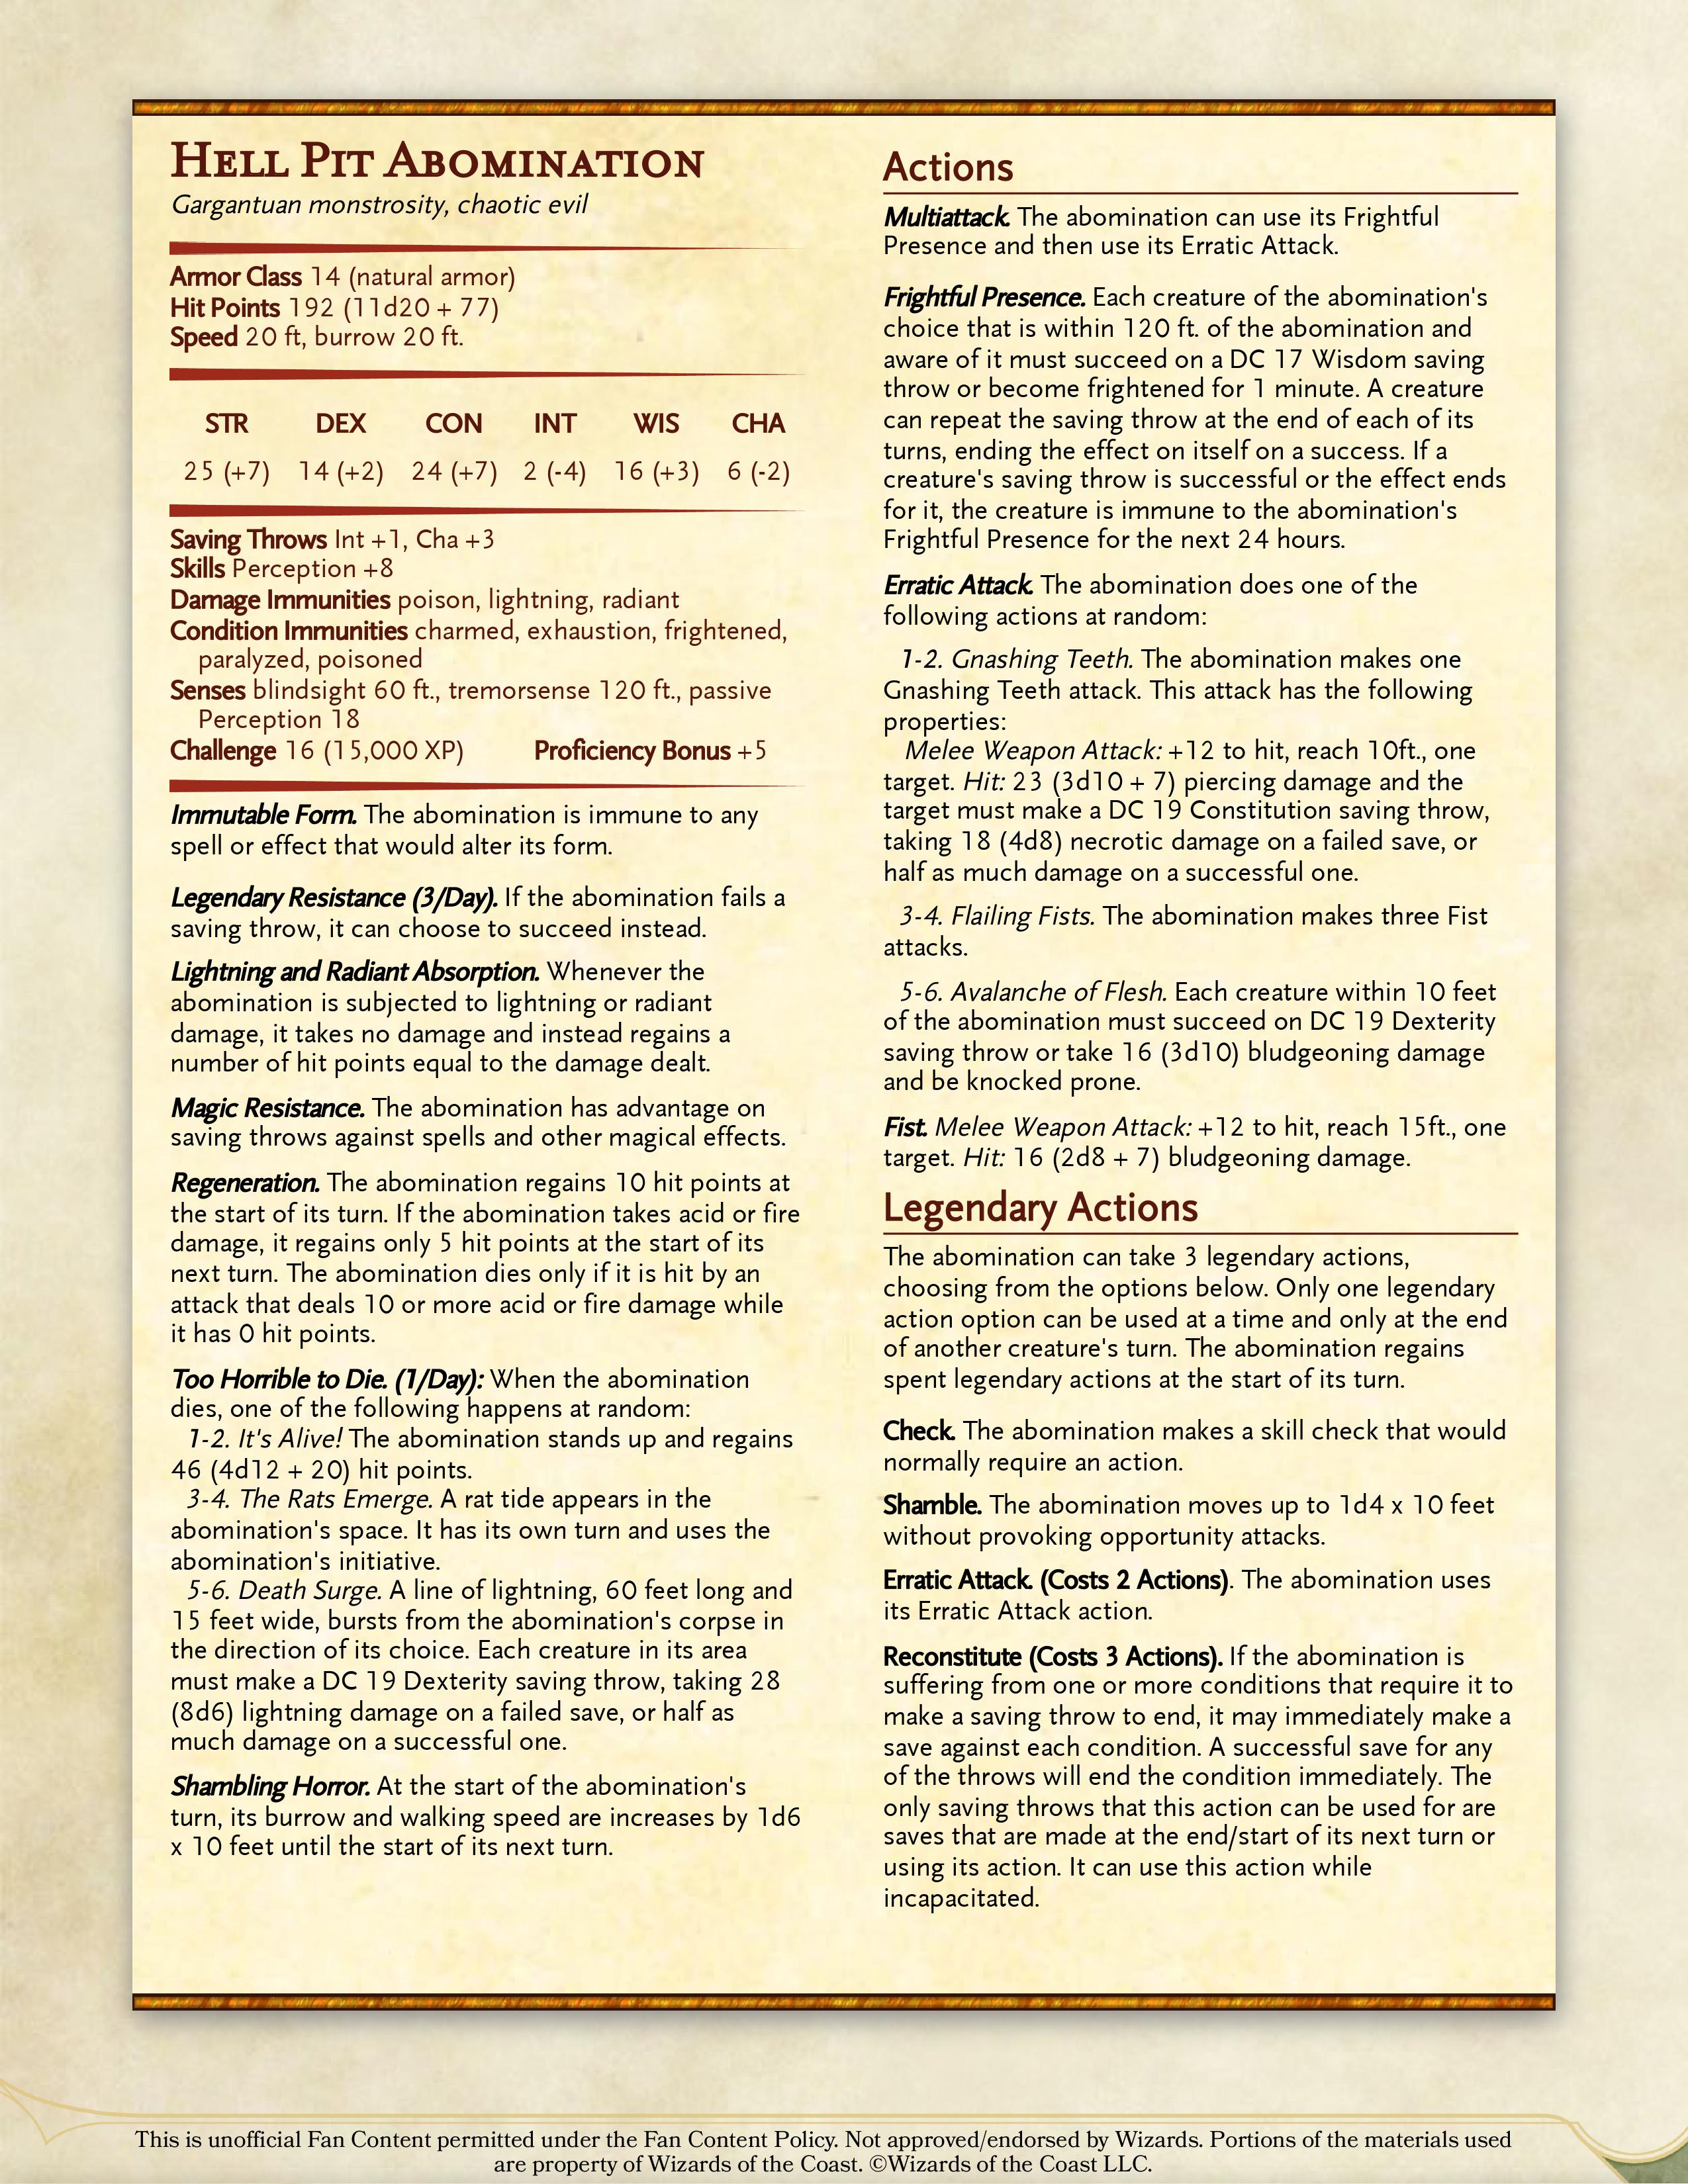 Hell Pit Abomination
Gargantuan monstrosity, chaotic evil
Armor Class 14 (natural armor)
Hit Points 192 (11d20 + 77)
Speed 20 ft, burrow 20 ft.
STR DEX CON INT WIS CHA
25 (+7) 14 (+2) 24 (+7) 2 (-4) 16 (+3) 6 (-2)
Saving Throws Int +1, Cha +3
Skills Perception +8
Damage Immunities poison, lightning, radiant
Condition Immunities charmed, exhaustion, frightened,
paralyzed, poisoned
Senses blindsight 60 ft., tremorsense 120 ft., passive
Perception 18
Challenge 16 (15,000 XP) Proficiency Bonus +5
Immutable Form. The abomination is immune to any
spell or effect that would alter its form.
Legendary Resistance (3/Day). If the abomination fails a
saving throw, it can choose to succeed instead.
Lightning and Radiant Absorption. Whenever the
abomination is subjected to lightning or radiant
damage, it takes no damage and instead regains a
number of hit points equal to the damage dealt.
Magic Resistance. The abomination has advantage on
saving throws against spells and other magical effects.
Regeneration. The abomination regains 10 hit points at
the start of its turn. If the abomination takes acid or fire
damage, it regains only 5 hit points at the start of its
next turn. The abomination dies only if it is hit by an
attack that deals 10 or more acid or fire damage while
it has 0 hit points.
Too Horrible to Die. (1/Day): When the abomination
dies, one of the following happens at random:
1-2. It's Alive! The abomination stands up and regains
46 (4d12 + 20) hit points.
3-4. The Rats Emerge. A rat tide appears in the
abomination's space. It has its own turn and uses the
abomination's initiative.
5-6. Death Surge. A line of lightning, 60 feet long and
15 feet wide, bursts from the abomination's corpse in
the direction of its choice. Each creature in its area
must make a DC 19 Dexterity saving throw, taking 28
(8d6) lightning damage on a failed save, or half as
much damage on a successful one.
Shambling Horror. At the start of the abomination's
turn, its burrow and walking speed are increases by 1d6
x 10 feet until the start of its next turn.
Actions
Multiattack. The abomination can use its Frightful
Presence and then use its Erratic Attack.
Frightful Presence. Each creature of the abomination's
choice that is within 120 ft. of the abomination and
aware of it must succeed on a DC 17 Wisdom saving
throw or become frightened for 1 minute. A creature
can repeat the saving throw at the end of each of its
turns, ending the effect on itself on a success. If a
creature's saving throw is successful or the effect ends
for it, the creature is immune to the abomination's
Frightful Presence for the next 24 hours.
Erratic Attack. The abomination does one of the
following actions at random:
1-2. Gnashing Teeth. The abomination makes one
Gnashing Teeth attack. This attack has the following
properties:
Melee Weapon Attack: +12 to hit, reach 10ft., one
target. Hit: 23 (3d10 + 7) piercing damage and the
target must make a DC 19 Constitution saving throw,
taking 18 (4d8) necrotic damage on a failed save, or
half as much damage on a successful one.
3-4. Flailing Fists. The abomination makes three Fist
attacks.
5-6. Avalanche of Flesh. Each creature within 10 feet
of the abomination must succeed on DC 19 Dexterity
saving throw or take 16 (3d10) bludgeoning damage
and be knocked prone.
Fist. Melee Weapon Attack: +12 to hit, reach 15ft., one
target. Hit: 16 (2d8 + 7) bludgeoning damage.
Legendary Actions
The abomination can take 3 legendary actions,
choosing from the options below. Only one legendary
action option can be used at a time and only at the end
of another creature's turn. The abomination regains
spent legendary actions at the start of its turn.
Check. The abomination makes a skill check that would
normally require an action.
Shamble. The abomination moves up to 1d4 x 10 feet
without provoking opportunity attacks.
Erratic Attack. (Costs 2 Actions). The abomination uses
its Erratic Attack action.
Reconstitute (Costs 3 Actions). If the abomination is
suffering from one or more conditions that require it to
make a saving throw to end, it may immediately make a
save against each condition. A successful save for any
of the throws will end the condition immediately. The
only saving throws that this action can be used for are
saves that are made at the end/start of its next turn or
using its action. It can use this action while
incapacitated.
This is unofficial Fan Content permitted under the Fan Content Policy. Not approved/endorsed by Wizards. Portions of the materials used
are property of Wizards of the Coast. ©Wizards of the Coast LLC.